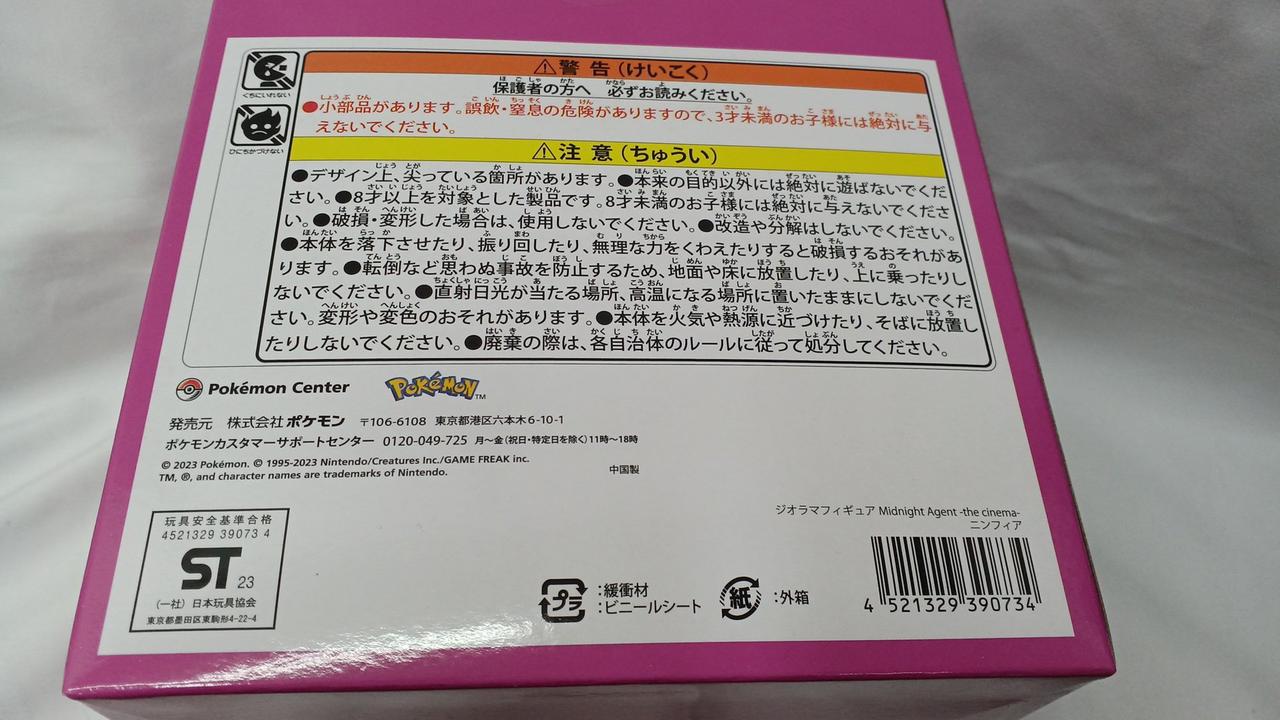 くちにいれない
ひにちかづけない
⚠警告(けいこく)
保護者の方へ 必ずお読みください。
●小部品があります。誤飲・窒息の危険がありますので、3才未満のお子様には絶対に与
えないでください。
⚠注意(ちゅうい)
●デザイン上、尖っている箇所があります。●本来の目的以外には絶対に遊ばないでくだ
さい。●8才以上を対象とした製品です。8才未満のお子様には絶対に与えないでくださ
い。●破損・変形した場合は、使用しないでください。●改造や分解はしないでください。
●本体を落下させたり、振り回したり、無理な力をくわえたりすると破損するおそれがあ
ります。●転倒など思わぬ事故を防止するため、地面や床に放置したり、上に乗ったりし
ないでください。●直射日光が当たる場所、高温になる場所に置いたままにしないでくだ
さい。変形や変色のおそれがあります。●本体を火気や熱源に近づけたり、そばに放置し
たりしないでください。●廃棄の際は、各自治体のルールに従って処分してください。
Pokémon Center POKéMON TM
発売元 株式会社ポケモン 〒106-6108 東京都港区六本木6-10-1
ポケモンカスタマーサポートセンター 0120-049-725 月～金(祝日・特定日を除く)11時～18時
© 2023 Pokémon. © 1995-2023 Nintendo/Creatures Inc./GAME FREAK inc.
TM, ®, and character names are trademarks of Nintendo.
中国製
玩具安全基準合格
4521329 39073 4
ST 23
(一社)日本玩具協会
東京都墨田区東駒形4-22-4
ジオラマフィギュア Midnight Agent -the cinema-
ニンフィア
プラ :緩衝材
:ビニールシート
紙 :外箱
4 521329 390734